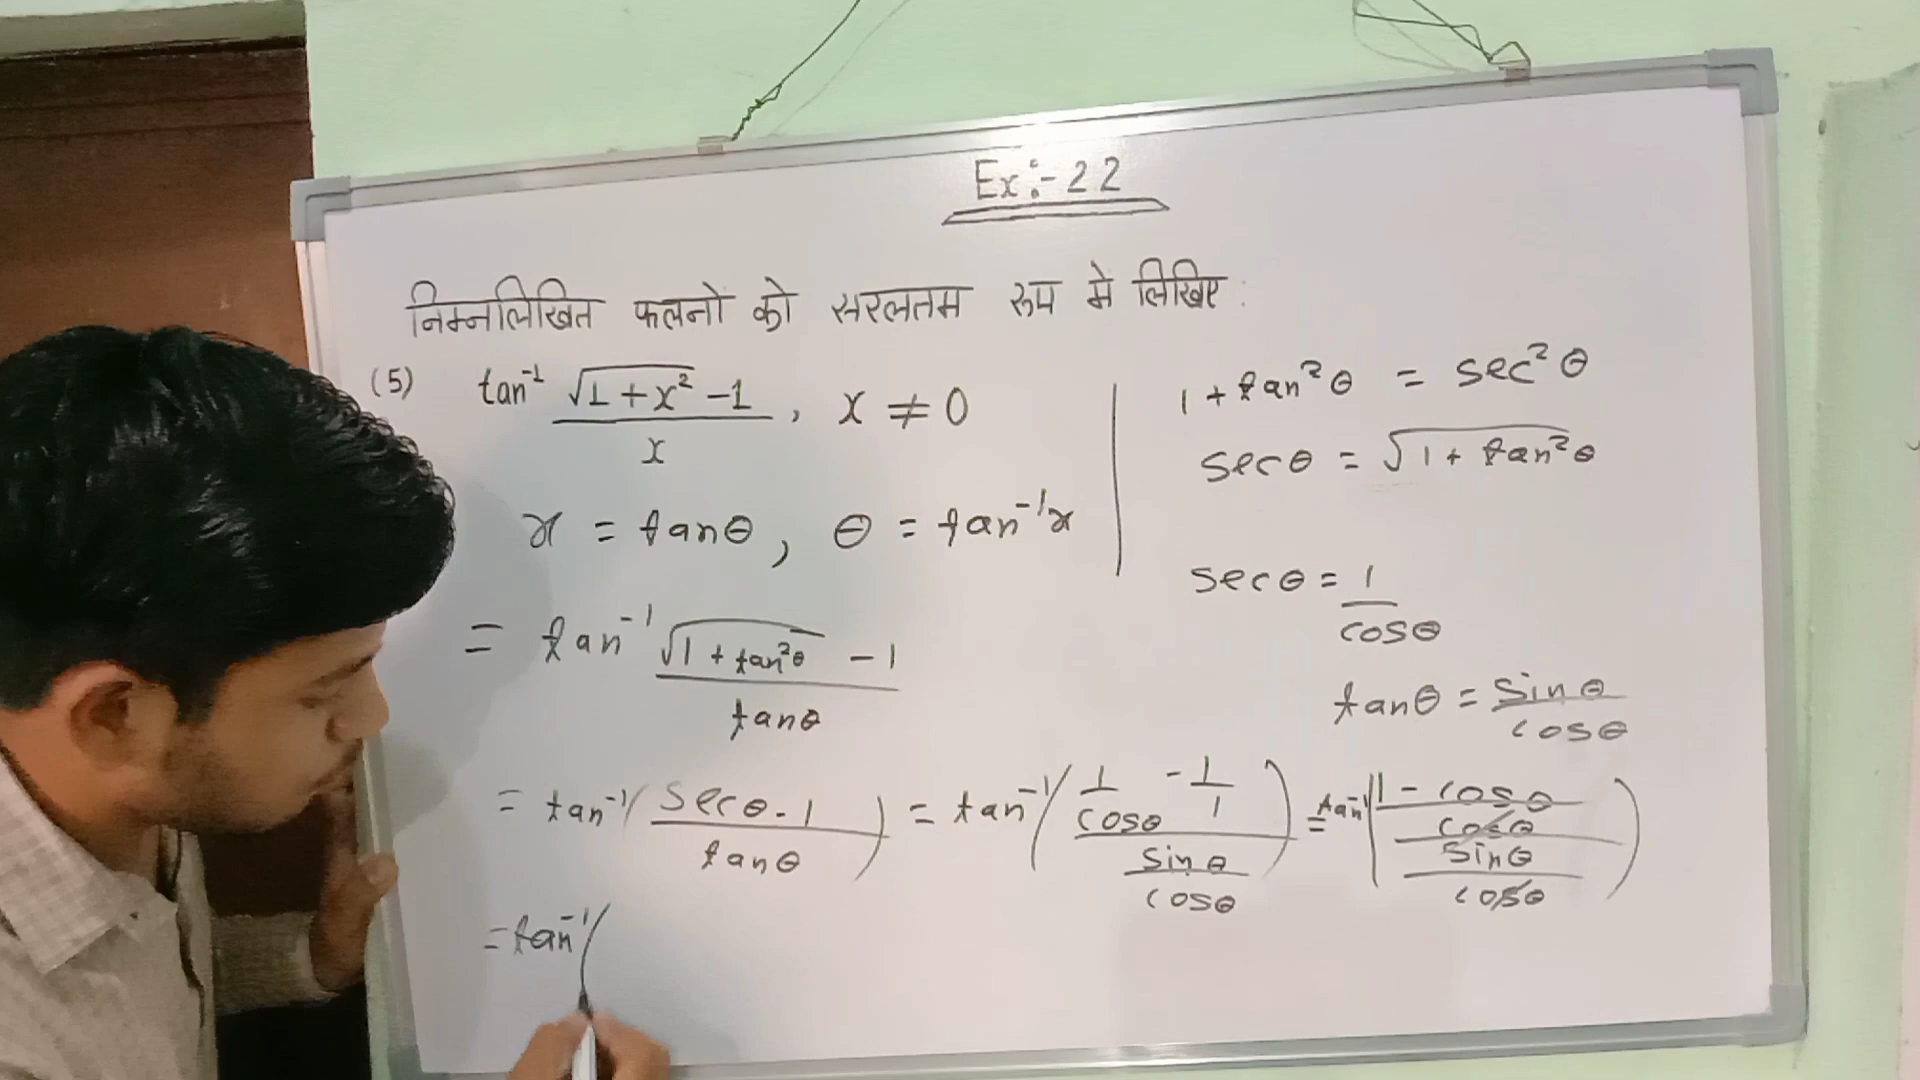 Ex:- 22
निम्नलिखित फलनो को सरलतम रूप मे लिखिए :
(5) tan⁻¹ (√(1+x²) -1)/x , x ≠ 0
x = tanθ , θ = tan⁻¹x
= tan⁻¹ (√(1 + tan²θ) - 1)/tanθ
1 + tan²θ = sec²θ
secθ = √(1 + tan²θ)
secθ = 1/cosθ
tanθ = sinθ/cosθ
= tan⁻¹( (secθ - 1)/tanθ ) = tan⁻¹( (1/cosθ - 1/1)/(sinθ/cosθ) ) = tan⁻¹( ((1 - cosθ)/cosθ)/(sinθ/cosθ) )
= tan⁻¹(